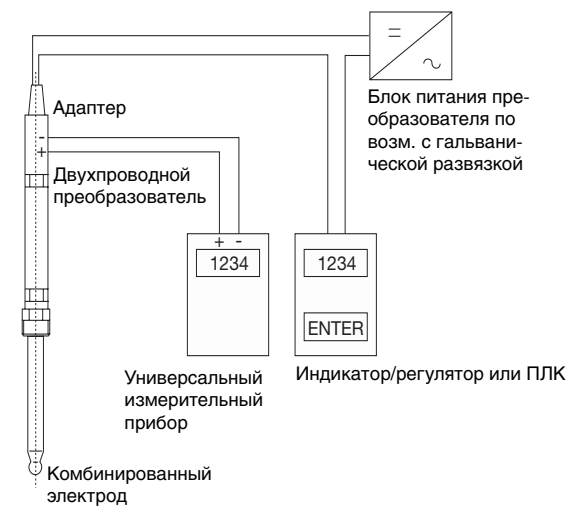 Блок питания пре-
образователя по
возм. с гальвани-
ческой развязкой
Адаптер
-
+
Двухпроводной
преобразователь
+ -
1234
1234
ENTER
Универсальный
измерительный
прибор
Индикатор/регулятор или ПЛК
Комбинированный
электрод